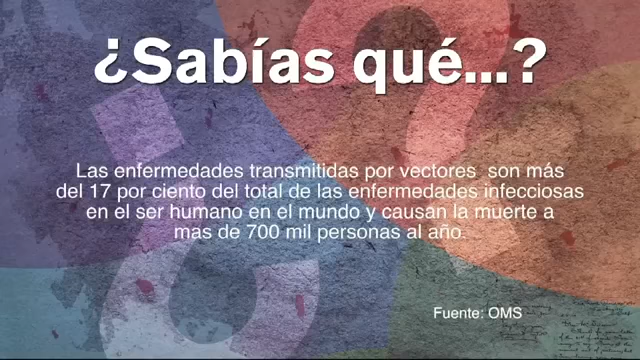 ¿Sabías qué...?
Las enfermedades transmitidas por vectores son más
del 17 por ciento del total de las enfermedades infecciosas
en el ser humano en el mundo y causan la muerte a
mas de 700 mil personas al año.
Fuente: OMS